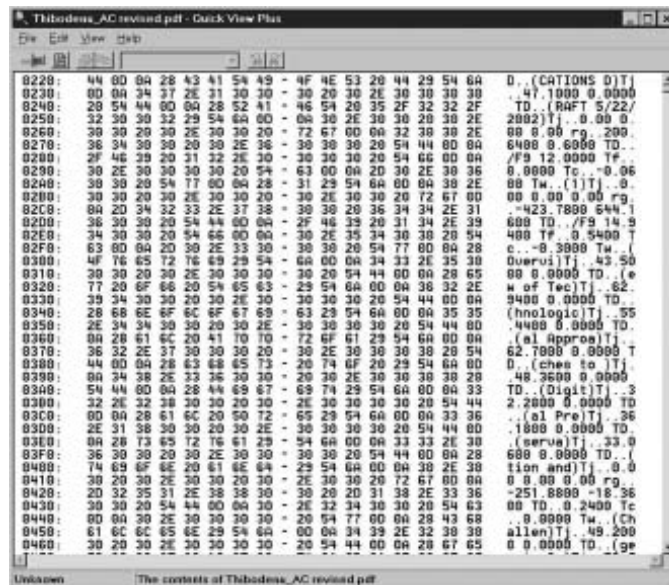 Thibodeau_AC revised.pdf - Quick View Plus
File Edit View Help
0220: 44 0D 0A 28 43 41 54 49 - 4F 4E 53 20 44 29 54 6A D..(CATIONS D)Tj
0230: 0D 0A 34 37 2E 31 30 30 - 30 20 30 2E 30 30 30 30 ..47.1000 0.0000
0240: 20 54 44 0D 0A 28 52 41 - 46 54 20 35 2F 32 32 2F TD..(RAFT 5/22/
0250: 32 30 30 32 29 54 6A 0D - 0A 30 2E 30 30 20 30 2E 2002)Tj..0.00 0.
0260: 30 30 20 30 2E 30 30 20 - 72 67 0D 0A 32 30 30 2E 00 0.00 rg..200.
0270: 36 34 30 30 20 30 2E 36 - 30 30 30 20 54 44 0D 0A 6400 0.6000 TD..
0280: 2F 46 39 20 31 32 2E 30 - 30 30 30 20 54 66 0D 0A /F9 12.0000 Tf..
0290: 30 2E 30 30 30 30 20 54 - 63 0D 0A 2D 30 2E 30 36 0.0000 Tc..-0.06
02A0: 30 30 20 54 77 0D 0A 28 - 31 29 54 6A 0D 0A 30 2E 00 Tw..(1)Tj..0.
02B0: 30 30 20 30 2E 30 30 20 - 30 2E 30 30 20 72 67 0D 00 0.00 0.00 rg.
02C0: 0A 2D 34 32 33 2E 37 38 - 30 30 20 36 34 34 2E 31 .-423.7800 644.1
02D0: 36 30 30 20 54 44 0D 0A - 2F 46 39 20 31 34 2E 39 600 TD../F9 14.9
02E0: 34 30 30 20 54 66 0D 0A - 30 2E 35 34 30 30 20 54 400 Tf..0.5400 T
02F0: 63 0D 0A 2D 30 2E 33 30 - 30 30 20 54 77 0D 0A 28 c..-0.3000 Tw..(
0300: 4F 76 65 72 76 69 29 54 - 6A 0D 0A 34 33 2E 35 30 Overvi)Tj..43.50
0310: 30 30 20 30 2E 30 30 30 - 30 20 54 44 0D 0A 28 65 00 0.0000 TD..(e
0320: 77 20 6F 66 20 54 65 63 - 29 54 6A 0D 0A 36 32 2E w of Tec)Tj..62.
0330: 39 34 30 30 20 30 2E 30 - 30 30 30 20 54 44 0D 0A 9400 0.0000 TD..
0340: 28 68 6E 6F 6C 6F 67 69 - 63 29 54 6A 0D 0A 35 35 (hnologic)Tj..55
0350: 2E 34 34 30 30 20 30 2E - 30 30 30 30 20 54 44 0D .4400 0.0000 TD.
0360: 0A 28 61 6C 20 41 70 70 - 72 6F 61 29 54 6A 0D 0A .(al Approa)Tj..
0370: 36 32 2E 37 30 30 30 20 - 30 2E 30 30 30 30 20 54 62.7000 0.0000 T
0380: 44 0D 0A 28 63 68 65 73 - 20 74 6F 20 29 54 6A 0D D..(ches to )Tj.
0390: 0A 34 38 2E 33 36 30 30 - 20 30 2E 30 30 30 30 20 .48.3600 0.0000
03A0: 54 44 0D 0A 28 44 69 67 - 69 74 29 54 6A 0D 0A 33 TD..(Digit)Tj..3
03B0: 32 2E 32 38 30 30 20 30 - 2E 30 30 30 30 20 54 44 2.2800 0.0000 TD
03C0: 0D 0A 28 61 6C 20 50 72 - 65 29 54 6A 0D 0A 33 36 ..(al Pre)Tj..36
03D0: 2E 31 38 30 30 20 30 2E - 30 30 30 30 20 54 44 0D .1800 0.0000 TD.
03E0: 0A 28 73 65 72 76 61 29 - 54 6A 0D 0A 33 33 2E 30 .(serva)Tj..33.0
03F0: 36 30 30 20 30 2E 30 30 - 30 30 20 54 44 0D 0A 28 600 0.0000 TD..(
0400: 74 69 6F 6E 20 61 6E 64 - 29 54 6A 0D 0A 30 2E 30 tion and)Tj..0.0
0410: 30 20 30 2E 30 30 20 30 - 2E 30 30 20 72 67 0D 0A 0 0.00 0.00 rg..
0420: 2D 32 35 31 2E 38 38 30 - 30 20 2D 31 38 2E 33 36 -251.8800 -18.36
0430: 30 30 20 54 44 0D 0A 30 - 2E 32 34 30 30 20 54 63 00 TD..0.2400 Tc
0440: 0D 0A 30 2E 30 30 30 30 - 20 54 77 0D 0A 28 43 68 ..0.0000 Tw..(Ch
0450: 61 6C 6C 65 6E 29 54 6A - 0D 0A 34 39 2E 32 30 30 allen)Tj..49.200
0460: 30 20 30 2E 30 30 30 30 - 20 54 44 0D 0A 28 67 65 0 0.0000 TD..(ge
Unknown The contents of Thibodeau_AC revised.pdf